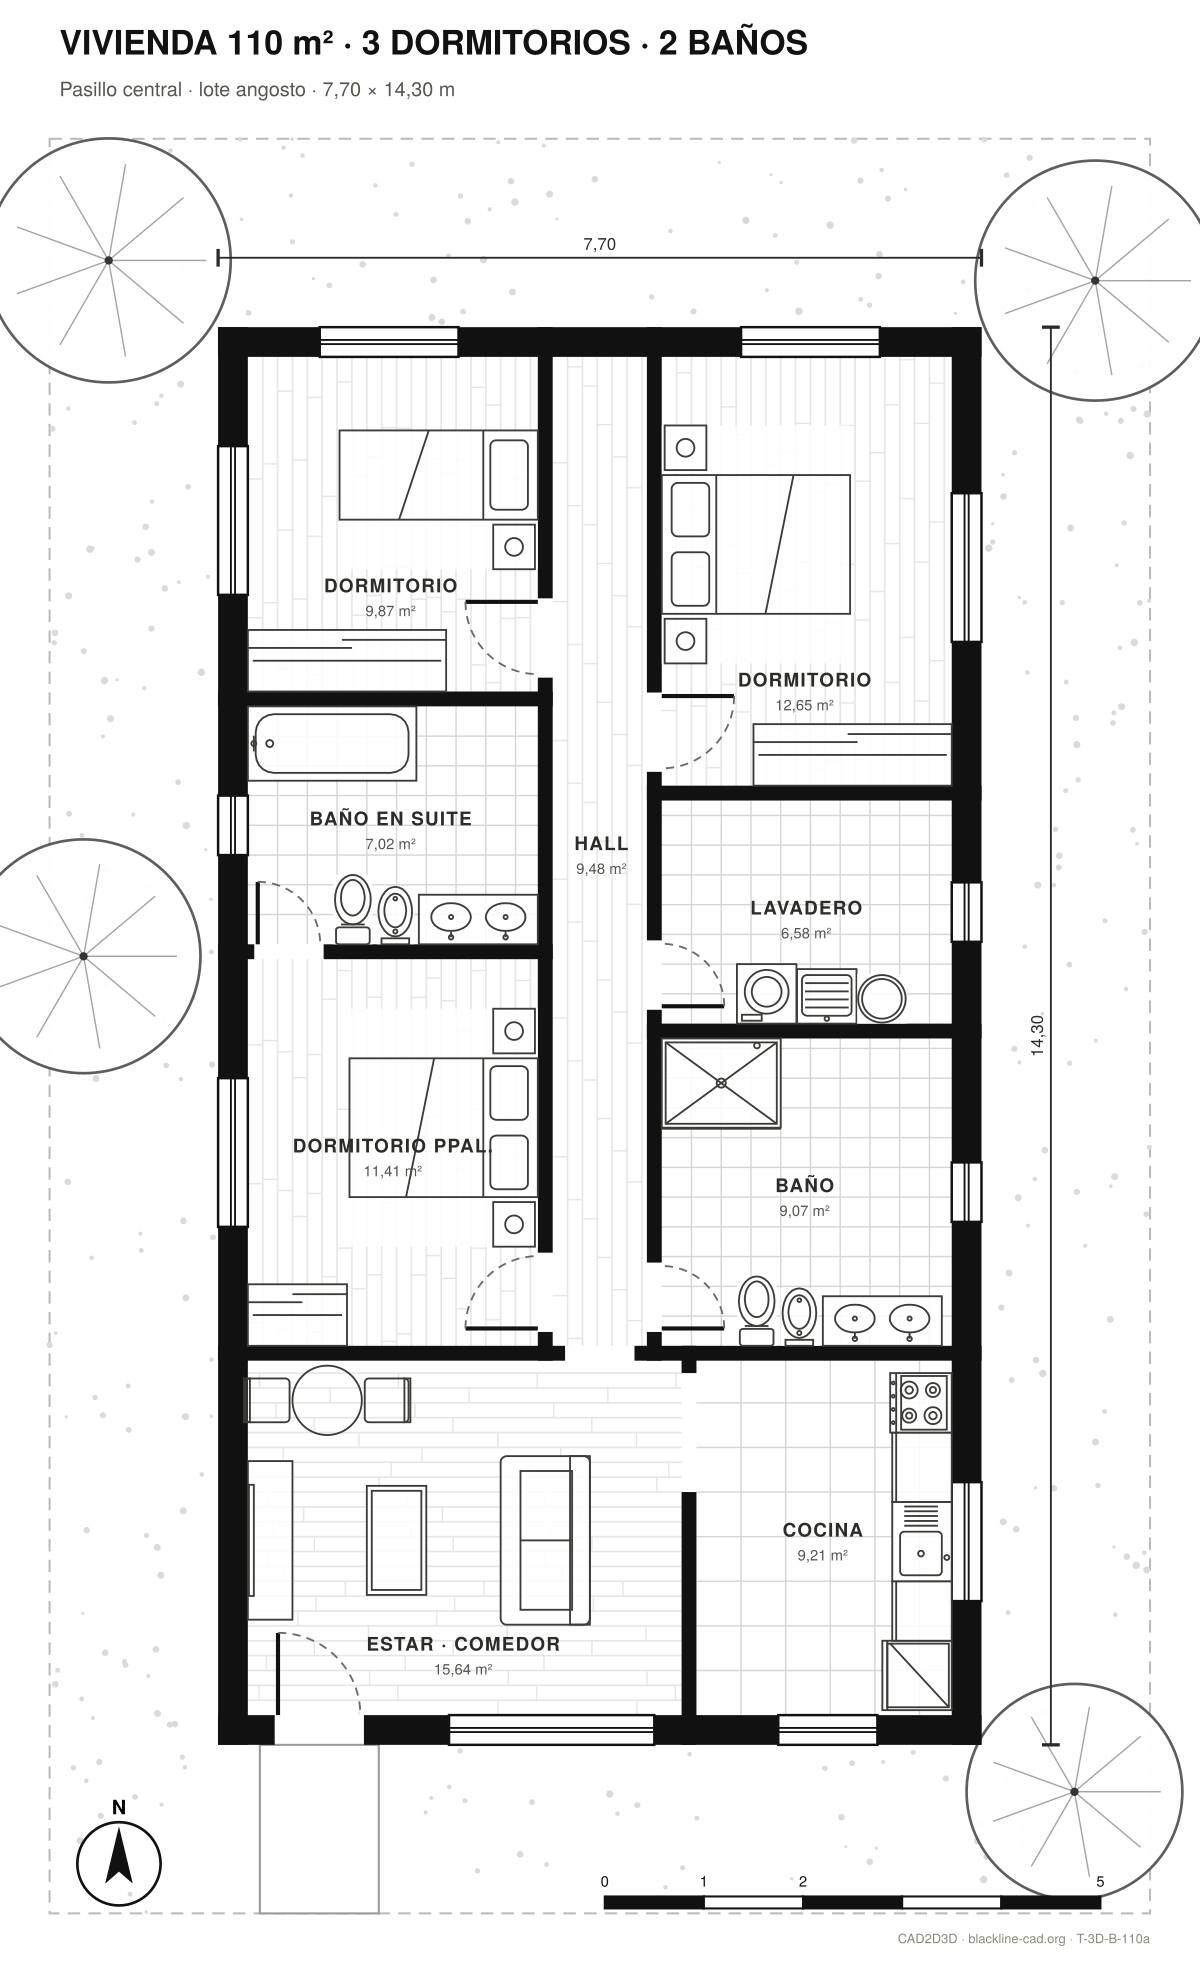 VIVIENDA 110 m² · 3 DORMITORIOS · 2 BAÑOS
Pasillo central · lote angosto · 7,70 × 14,30 m
7,70
DORMITORIO
9,87 m²
DORMITORIO
12,65 m²
BAÑO EN SUITE
7,02 m²
HALL
9,48 m²
LAVADERO
6,58 m²
14,30
DORMITORIO PPAL.
11,41 m²
BAÑO
9,07 m²
COCINA
9,21 m²
ESTAR · COMEDOR
15,64 m²
N
0 1 2 5
CAD2D3D · blackline-cad.org · T-3D-B-110a